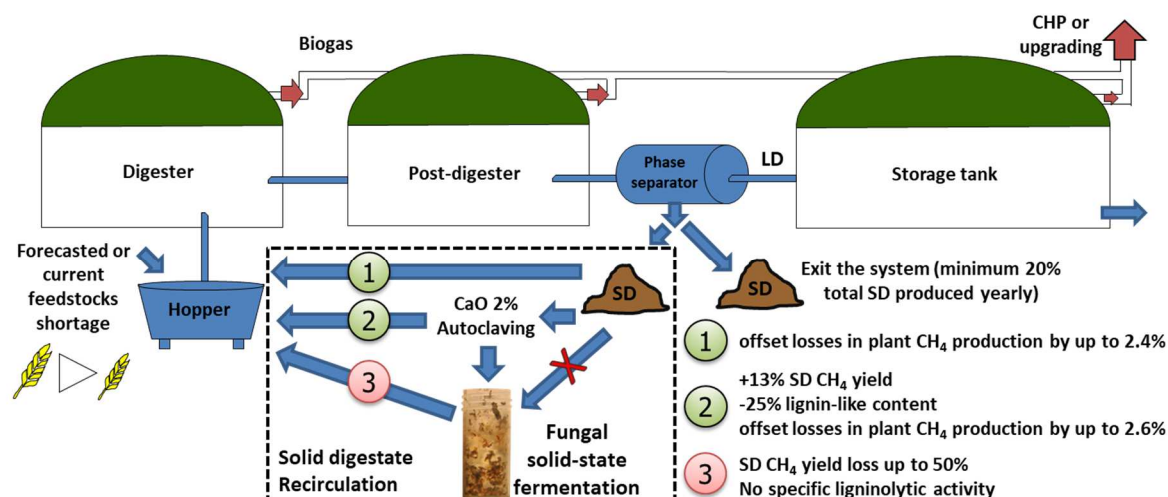 CHP or
upgrading
Biogas
Digester
Post-digester
Phase
separator
LD
Storage tank
Forecasted or
current
feedstocks
shortage
Hopper
1
SD
CaO 2%
Autoclaving
2
3
Fungal
solid-state
fermentation
Solid digestate
Recirculation
SD
Exit the system (minimum 20%
total SD produced yearly)
1
offset losses in plant CH₄ production by up to 2.4%
2
+13% SD CH₄ yield
-25% lignin-like content
offset losses in plant CH₄ production by up to 2.6%
3
SD CH₄ yield loss up to 50%
No specific ligninolytic activity